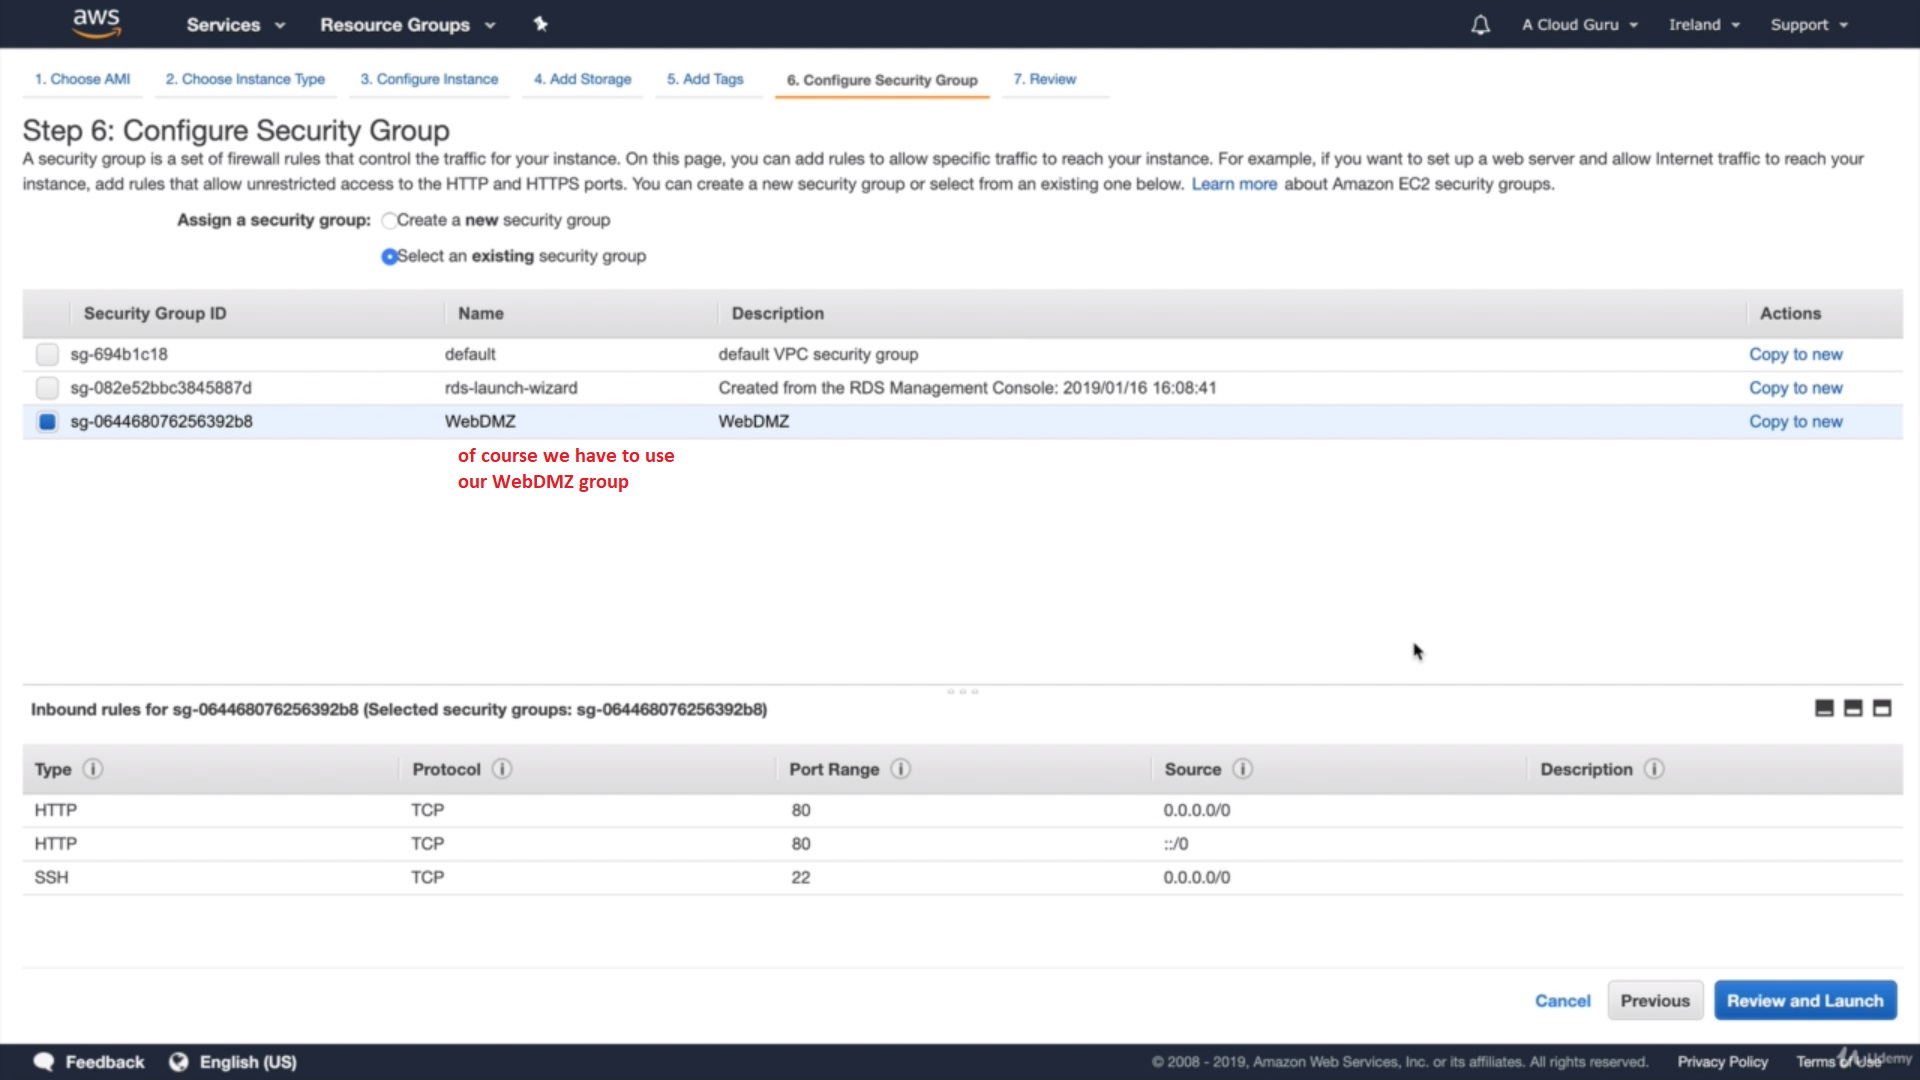 aws Services Resource Groups A Cloud Guru Ireland Support
1. Choose AMI 2. Choose Instance Type 3. Configure Instance 4. Add Storage 5. Add Tags 6. Configure Security Group 7. Review
Step 6: Configure Security Group
A security group is a set of firewall rules that control the traffic for your instance. On this page, you can add rules to allow specific traffic to reach your instance. For example, if you want to set up a web server and allow Internet traffic to reach your
instance, add rules that allow unrestricted access to the HTTP and HTTPS ports. You can create a new security group or select from an existing one below. Learn more about Amazon EC2 security groups.
Assign a security group: Create a new security group
Select an existing security group
Security Group ID Name Description Actions
sg-694b1c18 default default VPC security group Copy to new
sg-082e52bbc3845887d rds-launch-wizard Created from the RDS Management Console: 2019/01/16 16:08:41 Copy to new
sg-064468076256392b8 WebDMZ WebDMZ Copy to new
of course we have to use
our WebDMZ group
Inbound rules for sg-064468076256392b8 (Selected security groups: sg-064468076256392b8)
Type Protocol Port Range Source Description
HTTP TCP 80 0.0.0.0/0
HTTP TCP 80 ::/0
SSH TCP 22 0.0.0.0/0
Cancel Previous Review and Launch
Feedback English (US) © 2008 - 2019, Amazon Web Services, Inc. or its affiliates. All rights reserved. Privacy Policy Terms of Use Udemy